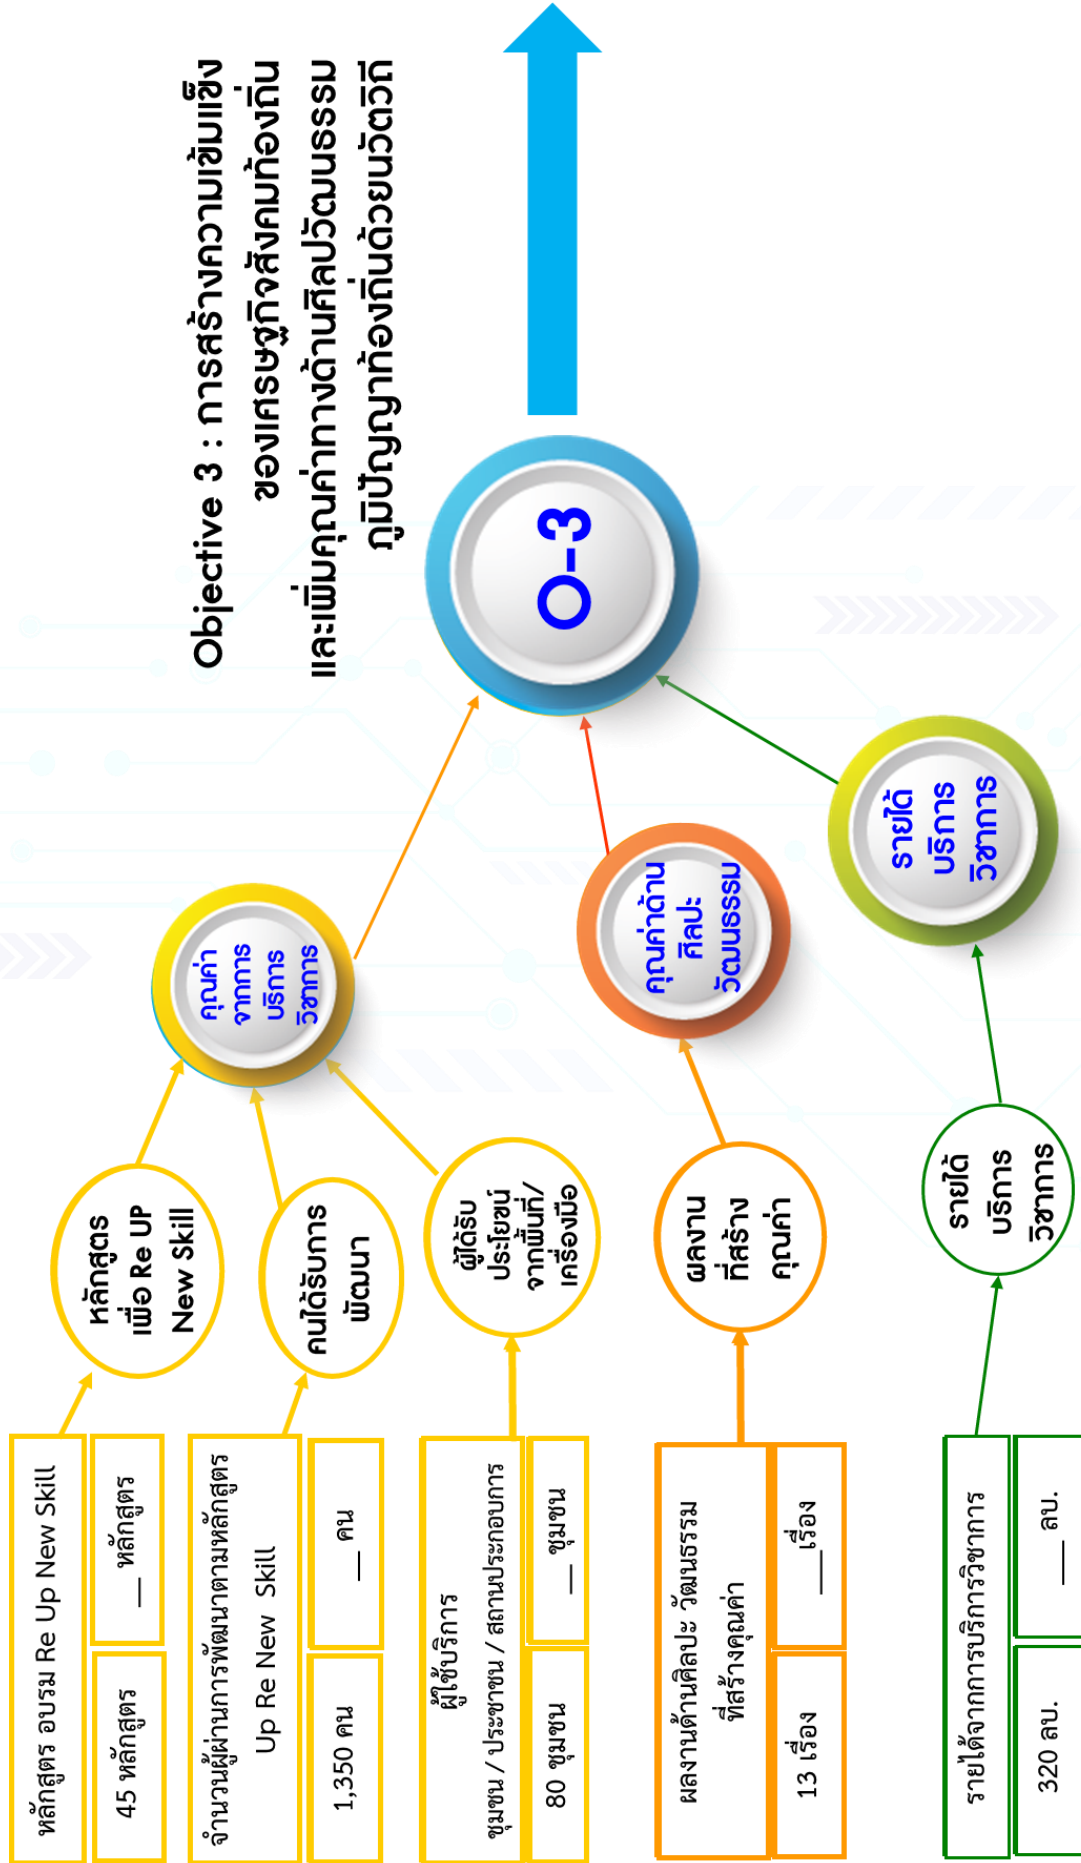 Objective 3 : การสร้างความเข้มแข็ง
ของเศรษฐกิจสังคมท้องถิ่น
และเพิ่มคุณค่าทางด้านศิลปวัฒนธรรม
ภูมิปัญญาท้องถิ่นด้วยนวัตวิถี
O-3
คุณค่า
จากการ
บริการ
วิชาการ
คุณค่าด้าน
ศิลปะ
วัฒนธรรม
รายได้
บริการ
วิชาการ
หลักสูตร
เพื่อ Re UP
New Skill
คนได้รับการ
พัฒนา
ผู้ได้รับ
ประโยชน์
จากพื้นที่/
เครื่องมือ
ผลงาน
ที่สร้าง
คุณค่า
รายได้
บริการ
วิชาการ
หลักสูตร อบรม Re Up New Skill
45 หลักสูตร
__ หลักสูตร
จำนวนผู้ผ่านการพัฒนาตามหลักสูตร
Up Re New Skill
1,350 คน
__ คน
ผู้ใช้บริการ
ชุมชน / ประชาชน / สถานประกอบการ
80 ชุมชน
__ ชุมชน
ผลงานด้านศิลปะ วัฒนธรรม
ที่สร้างคุณค่า
13 เรื่อง
___เรื่อง
รายได้จากการบริการวิชาการ
320 ลบ.
___ ลบ.